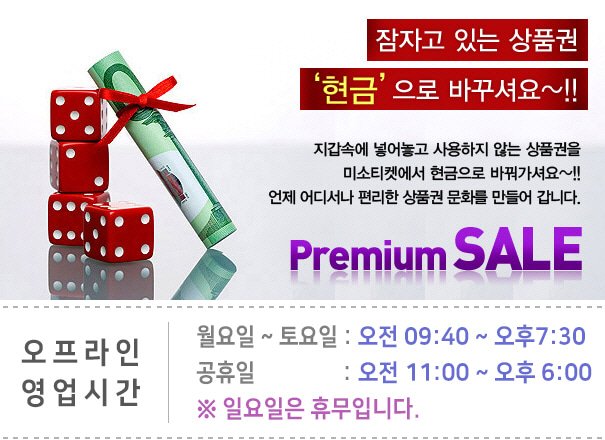 잠자고 있는 상품권
‘현금’으로 바꾸셔요~!!
지갑속에 넣어놓고 사용하지 않는 상품권을
미소티켓에서 현금으로 바꿔가셔요~!!
언제 어디서나 편리한 상품권 문화를 만들어 갑니다.
Premium SALE
오프라인
영업시간
월요일 ~ 토요일 : 오전 09:40 ~ 오후7:30
공휴일 : 오전 11:00 ~ 오후 6:00
※ 일요일은 휴무입니다.